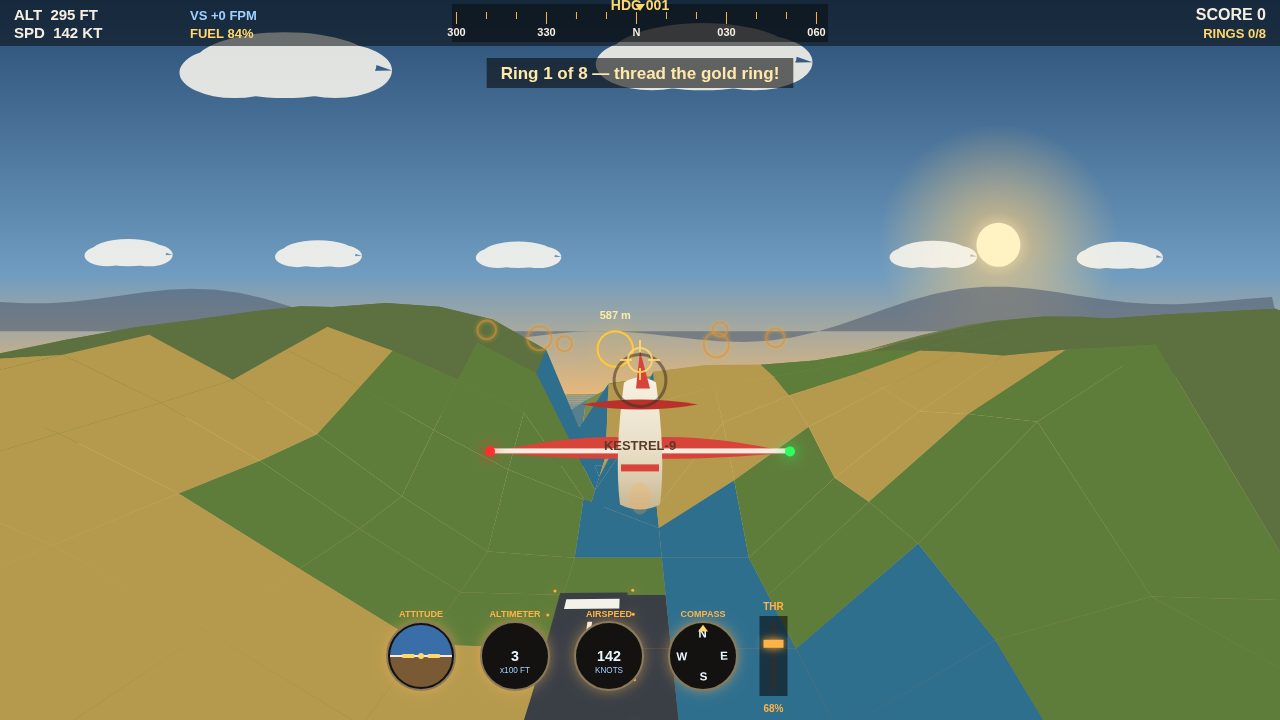 ALT 295 FT
SPD 142 KT
VS +0 FPM
FUEL 84%
HDG 001
300 330 N 030 060
SCORE 0
RINGS 0/8
Ring 1 of 8 — thread the gold ring!
587 m
KESTREL-9
ATTITUDE
ALTIMETER
3
x100 FT
AIRSPEED
142
KNOTS
COMPASS
N
W E
S
THR
68%